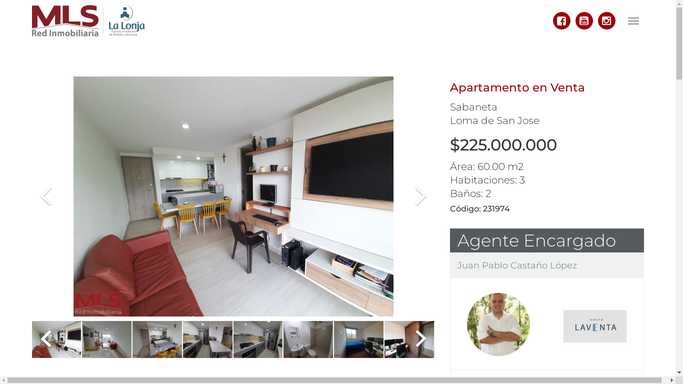 MLS
Red Inmobiliaria
La Lonja
Apartamento en Venta
Sabaneta
Loma de San Jose
$225.000.000
Área: 60.00 m2
Habitaciones: 3
Baños: 2
Código: 231974
Agente Encargado
Juan Pablo Castaño López
MLS
Red Inmobiliaria
LAVENTA